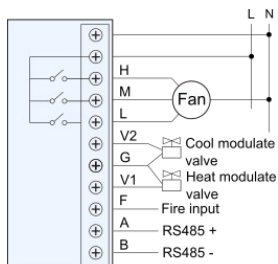 L N
H
M
Fan
L
V2
Cool modulate
valve
G
Heat modulate
valve
V1
F Fire input
A RS485 +
B RS485 -